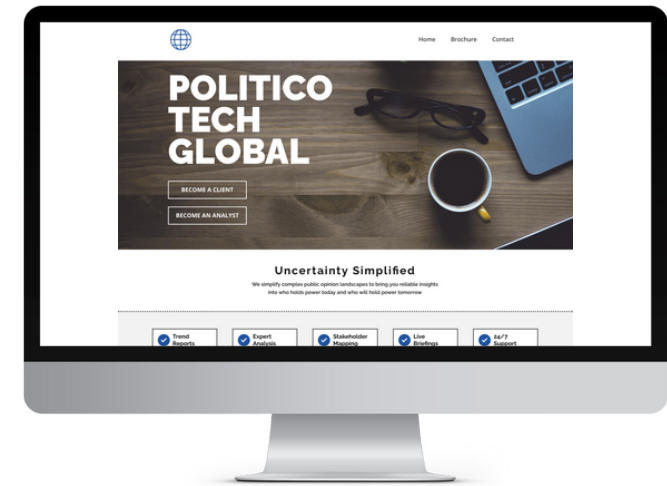 Home Brochure Contact
POLITICO
TECH
GLOBAL
BECOME A CLIENT
BECOME AN ANALYST
Uncertainty Simplified
We simplify complex public opinion landscapes to bring you reliable insights
into who holds power today and who will hold power tomorrow
Trend
Reports
Expert
Analysis
Stakeholder
Mapping
Live
Briefings
24/7
Support